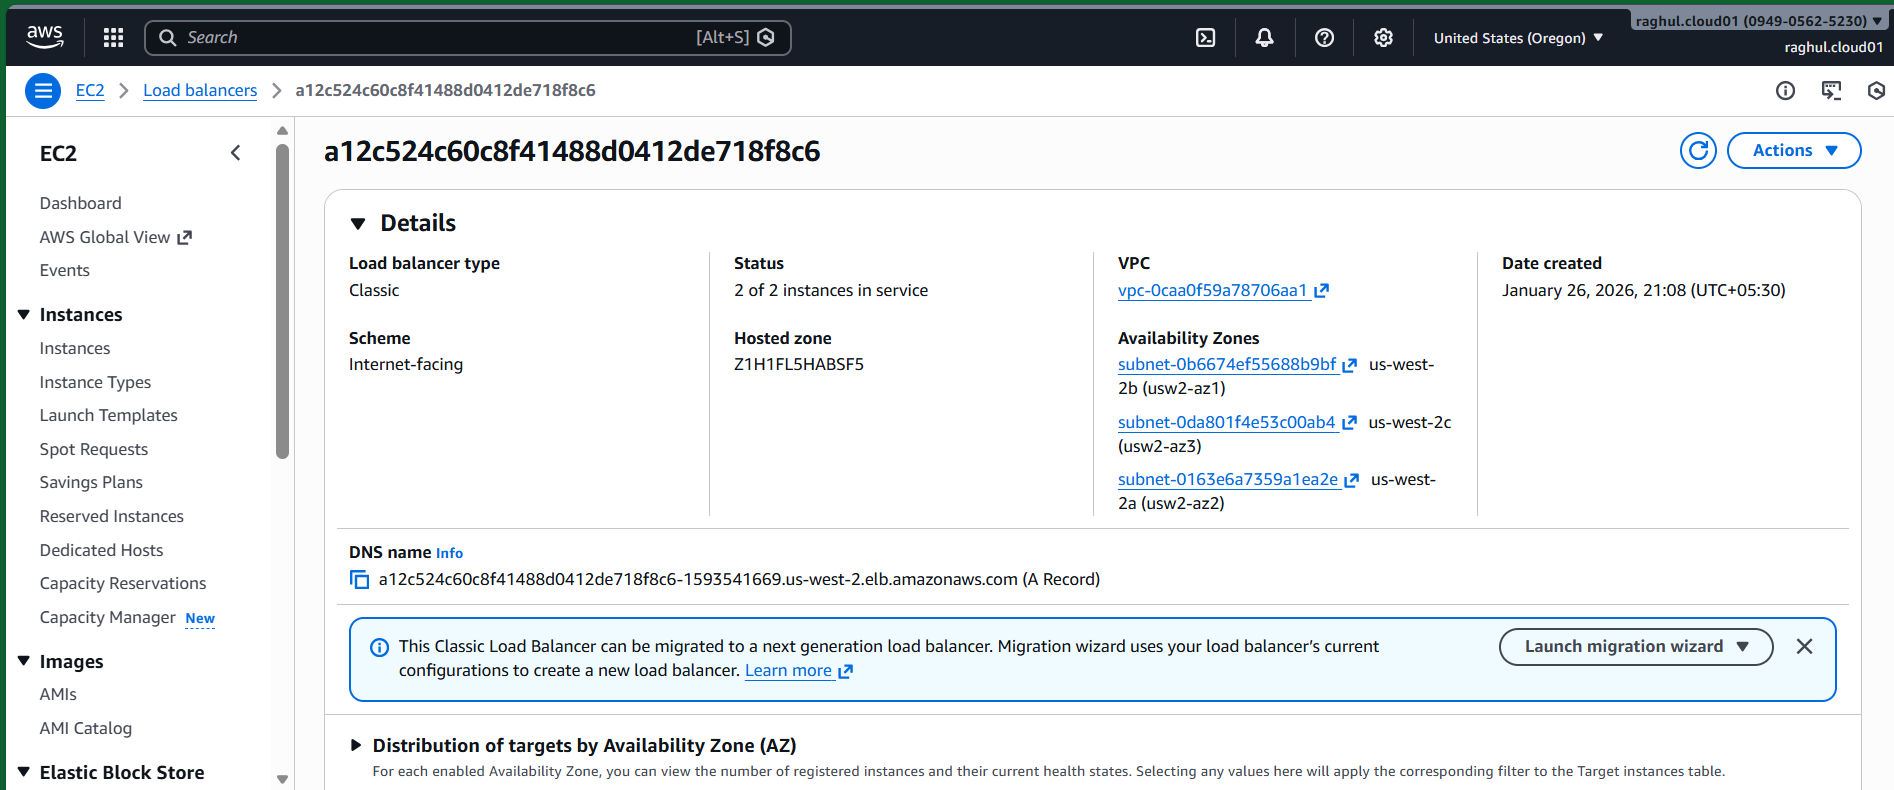 aws
Search [Alt+S]
United States (Oregon)
raghul.cloud01 (0949-0562-5230)
raghul.cloud01
EC2 Load balancers a12c524c60c8f41488d0412de718f8c6
EC2
Dashboard
AWS Global View
Events
Instances
Instances
Instance Types
Launch Templates
Spot Requests
Savings Plans
Reserved Instances
Dedicated Hosts
Capacity Reservations
Capacity Manager New
Images
AMIs
AMI Catalog
Elastic Block Store
a12c524c60c8f41488d0412de718f8c6
Actions
Details
Load balancer type
Classic
Scheme
Internet-facing
Status
2 of 2 instances in service
Hosted zone
Z1H1FL5HABSF5
VPC
vpc-0caa0f59a78706aa1
Availability Zones
subnet-0b6674ef55688b9bf us-west-
2b (usw2-az1)
subnet-0da801f4e53c00ab4 us-west-2c
(usw2-az3)
subnet-0163e6a7359a1ea2e us-west-
2a (usw2-az2)
Date created
January 26, 2026, 21:08 (UTC+05:30)
DNS name Info
a12c524c60c8f41488d0412de718f8c6-1593541669.us-west-2.elb.amazonaws.com (A Record)
This Classic Load Balancer can be migrated to a next generation load balancer. Migration wizard uses your load balancer’s current
configurations to create a new load balancer. Learn more
Launch migration wizard
Distribution of targets by Availability Zone (AZ)
For each enabled Availability Zone, you can view the number of registered instances and their current health states. Selecting any values here will apply the corresponding filter to the Target instances table.